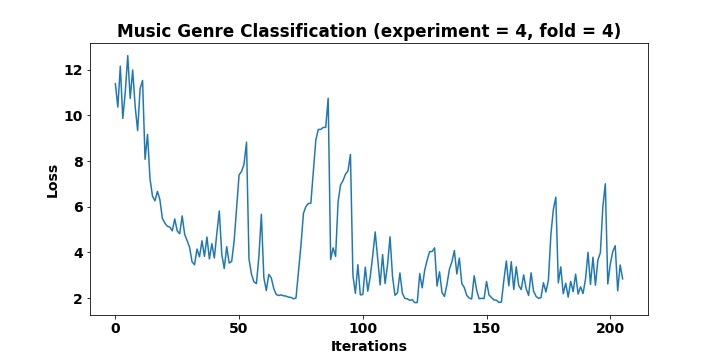 Music Genre Classification (experiment = 4, fold = 4)
12
10
8
6
4
2
Loss
0 50 100 150 200
Iterations